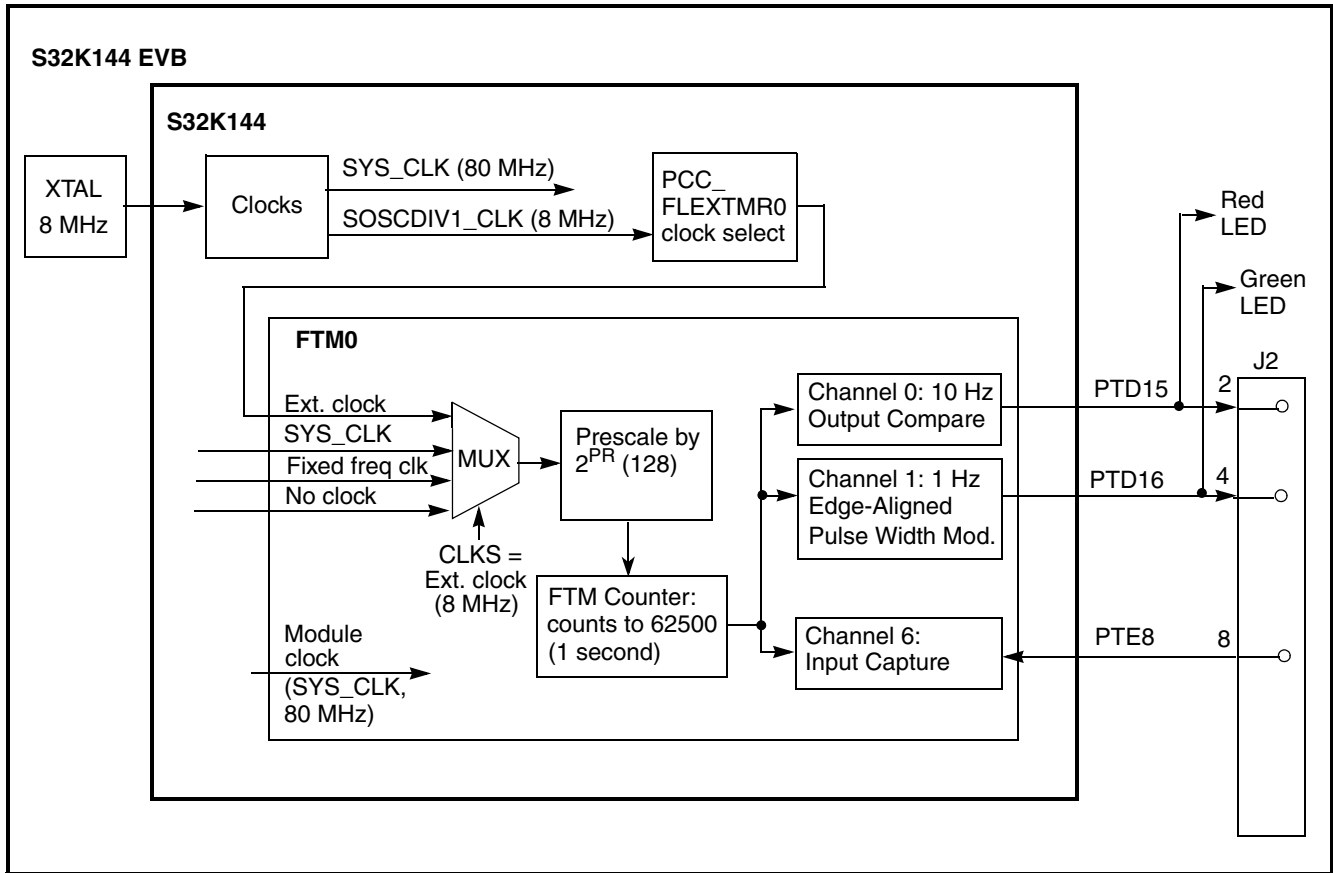 S32K144 EVB
S32K144
XTAL
8 MHz
Clocks
SYS_CLK (80 MHz)
SOSCDIV1_CLK (8 MHz)
PCC_
FLEXTMR0
clock select
Red
LED
Green
LED
FTM0
Ext. clock
SYS_CLK
Fixed freq clk
No clock
MUX
CLKS =
Ext. clock
(8 MHz)
Prescale by
2^PR (128)
FTM Counter:
counts to 62500
(1 second)
Module
clock
(SYS_CLK,
80 MHz)
Channel 0: 10 Hz
Output Compare
Channel 1: 1 Hz
Edge-Aligned
Pulse Width Mod.
Channel 6:
Input Capture
PTD15
PTD16
PTE8
J2
2
4
8